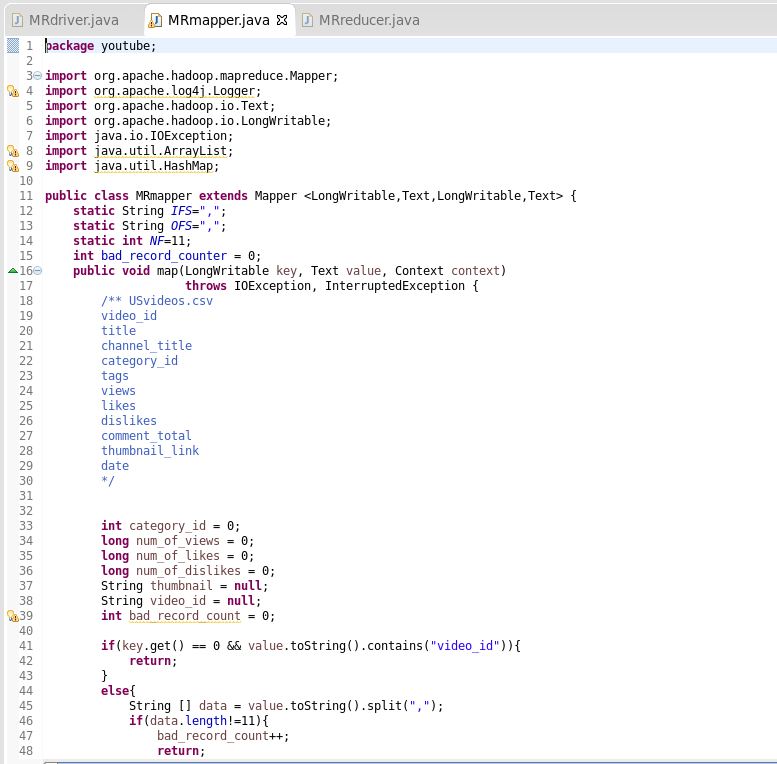 MRdriver.java MRmapper.java MRreducer.java
1 package youtube;
2
3 import org.apache.hadoop.mapreduce.Mapper;
4 import org.apache.log4j.Logger;
5 import org.apache.hadoop.io.Text;
6 import org.apache.hadoop.io.LongWritable;
7 import java.io.IOException;
8 import java.util.ArrayList;
9 import java.util.HashMap;
10
11 public class MRmapper extends Mapper <LongWritable,Text,LongWritable,Text> {
12     static String IFS=",";
13     static String OFS=",";
14     static int NF=11;
15     int bad_record_counter = 0;
16     public void map(LongWritable key, Text value, Context context)
17                     throws IOException, InterruptedException {
18         /** USvideos.csv
19         video_id
20         title
21         channel_title
22         category_id
23         tags
24         views
25         likes
26         dislikes
27         comment_total
28         thumbnail_link
29         date
30         */
31
32
33         int category_id = 0;
34         long num_of_views = 0;
35         long num_of_likes = 0;
36         long num_of_dislikes = 0;
37         String thumbnail = null;
38         String video_id = null;
39         int bad_record_count = 0;
40
41         if(key.get() == 0 && value.toString().contains("video_id")){
42             return;
43         }
44         else{
45             String [] data = value.toString().split(",");
46             if(data.length!=11){
47                 bad_record_count++;
48                 return;